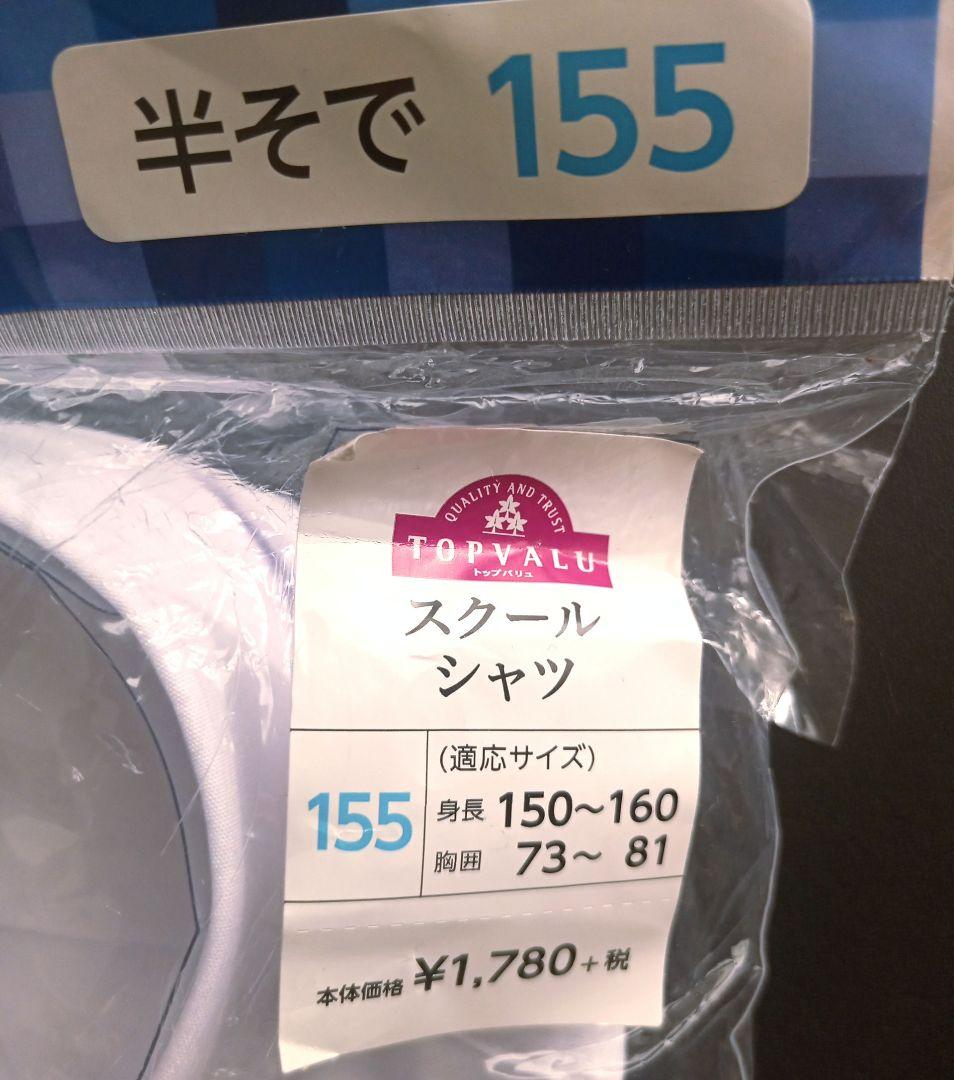 半そで 155
QUALITY AND TRUST
TOPVALU
トップバリュ
スクール
シャツ
155
(適応サイズ)
身長 150〜160
胸囲 73〜 81
本体価格 ¥1,780+税